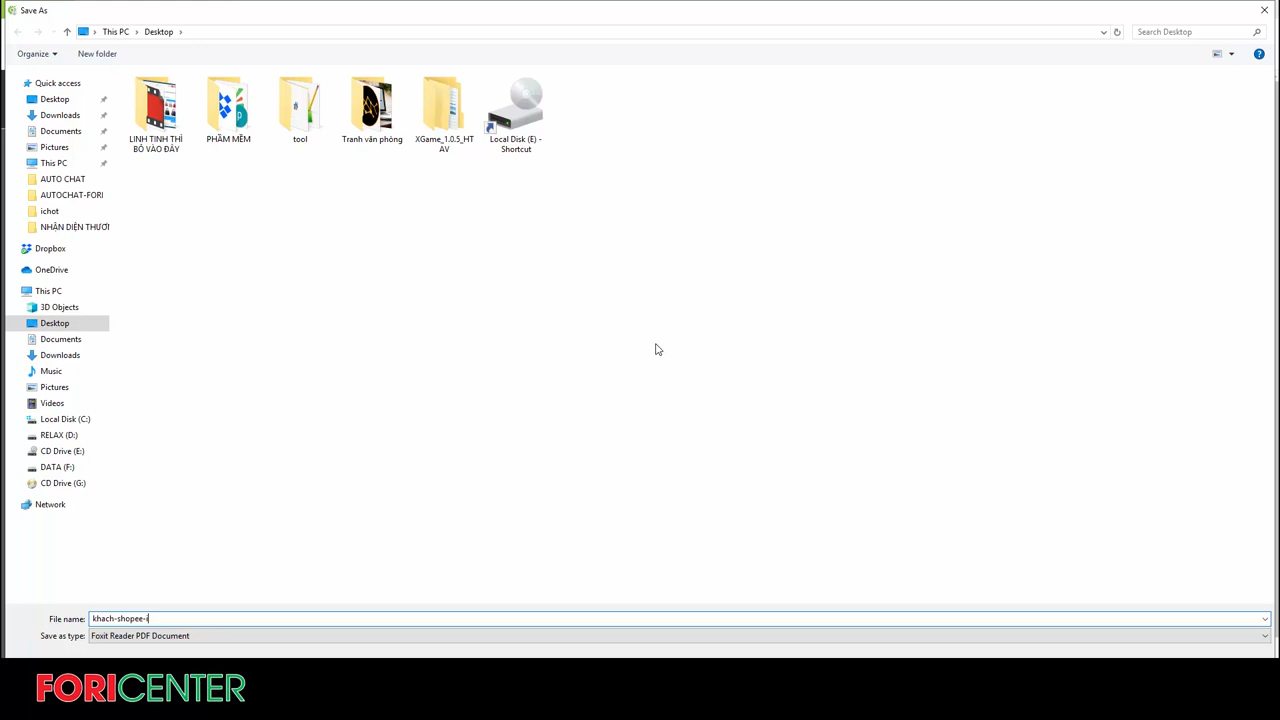 Save As
This PC
Desktop
Search Desktop
Organize
New folder
Quick access
Desktop
Downloads
Documents
Pictures
This PC
AUTO CHAT
AUTOCHAT-FORI
ichot
NHẬN DIỆN THƯƠ
Dropbox
OneDrive
This PC
3D Objects
Desktop
Documents
Downloads
Music
Pictures
Videos
Local Disk (C:)
RELAX (D:)
CD Drive (E:)
DATA (F:)
CD Drive (G:)
Network
LINH TINH THÌ
BỎ VÀO ĐÂY
PHẦM MỀM
tool
Tranh văn phòng
XGame_1.0.5_HT
AV
Local Disk (E) -
Shortcut
File name: khach-shopee-i
Save as type: Foxit Reader PDF Document
FORICENTER